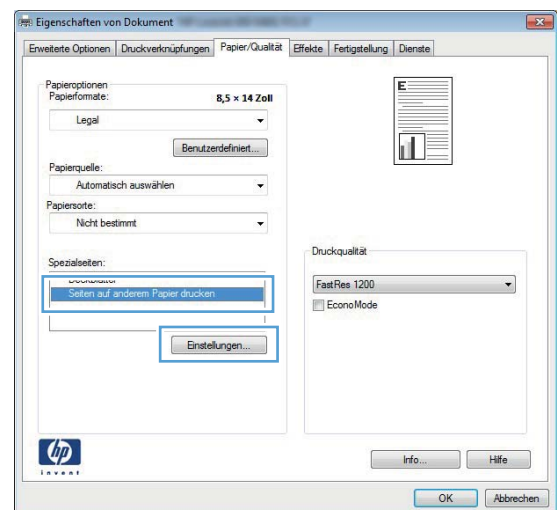 Eigenschaften von Dokument
Erweiterte Optionen Druckverknüpfungen Papier/Qualität Effekte Fertigstellung Dienste
Papieroptionen
Papierformate: 8,5 × 14 Zoll
Legal
Benutzerdefiniert...
Papierquelle:
Automatisch auswählen
Papiersorte:
Nicht bestimmt
Spezialseiten:
Deckblätter
Seiten auf anderem Papier drucken
Einstellungen...
E
Druckqualität
FastRes 1200
EconoMode
hp
invent
Info... Hilfe
OK Abbrechen